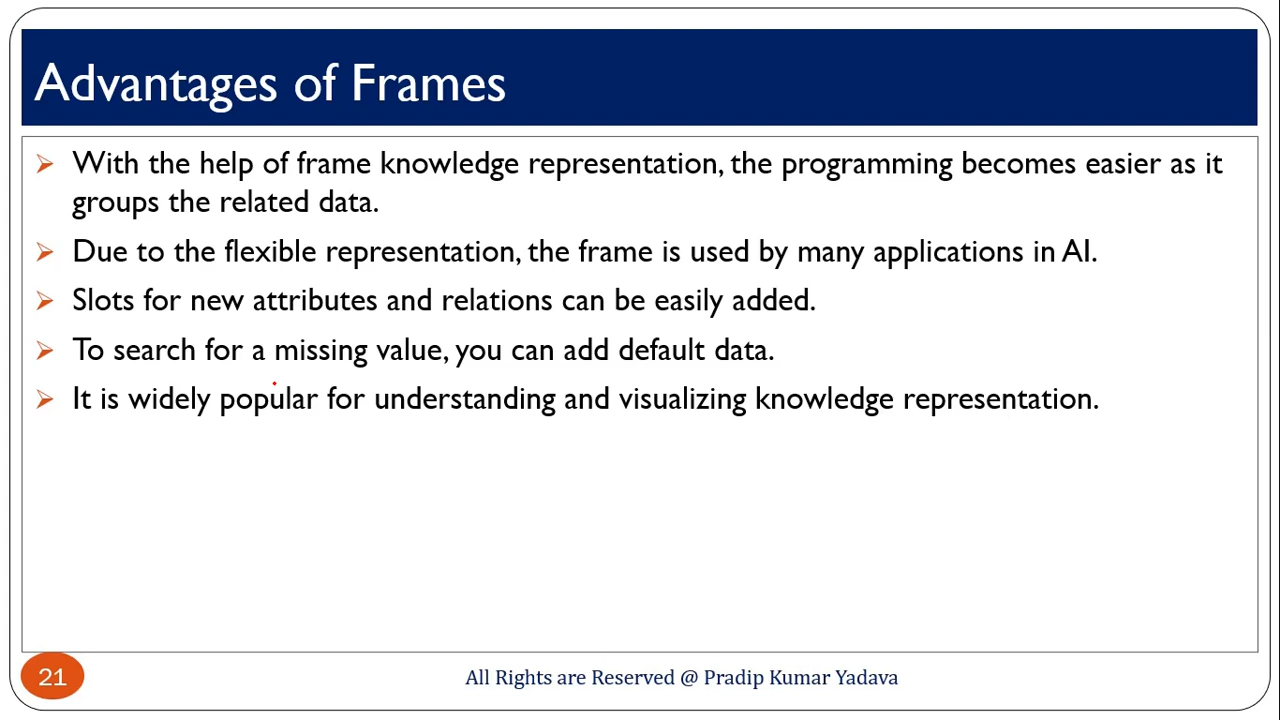 Advantages of Frames
With the help of frame knowledge representation, the programming becomes easier as it
groups the related data.
Due to the flexible representation, the frame is used by many applications in AI.
Slots for new attributes and relations can be easily added.
To search for a missing value, you can add default data.
It is widely popular for understanding and visualizing knowledge representation.
21
All Rights are Reserved @ Pradip Kumar Yadava